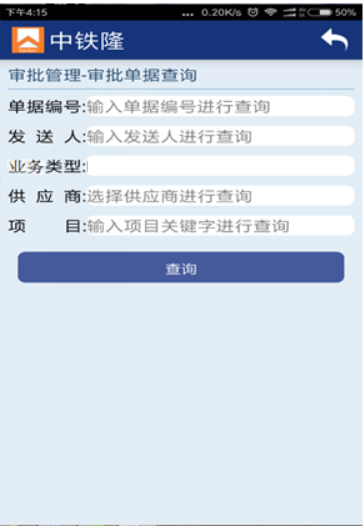 下午4:15 ... 0.20K/s 50%
中铁隆
审批管理-审批单据查询
单据编号:输入单据编号进行查询
发 送 人:输入发送人进行查询
业务类型:
供 应 商:选择供应商进行查询
项 目:输入项目关键字进行查询
查询